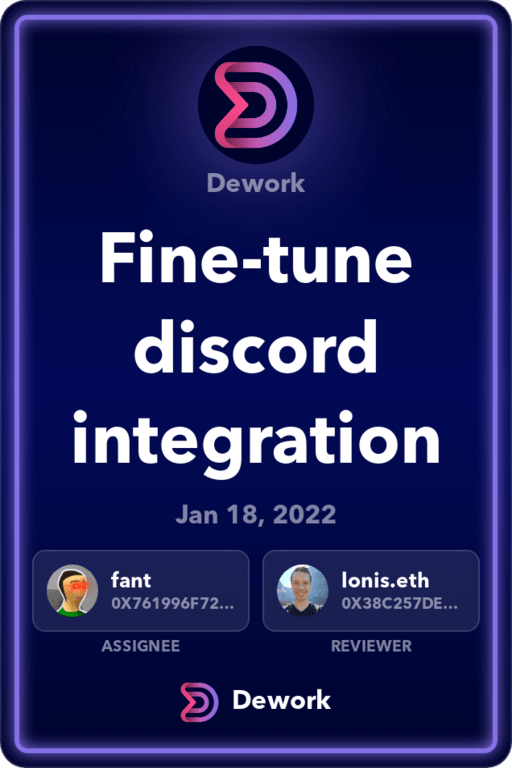 Dework
Fine-tune
discord
integration
Jan 18, 2022
fant
0X761996F72...
ASSIGNEE
lonis.eth
0X38C257DE...
REVIEWER
Dework